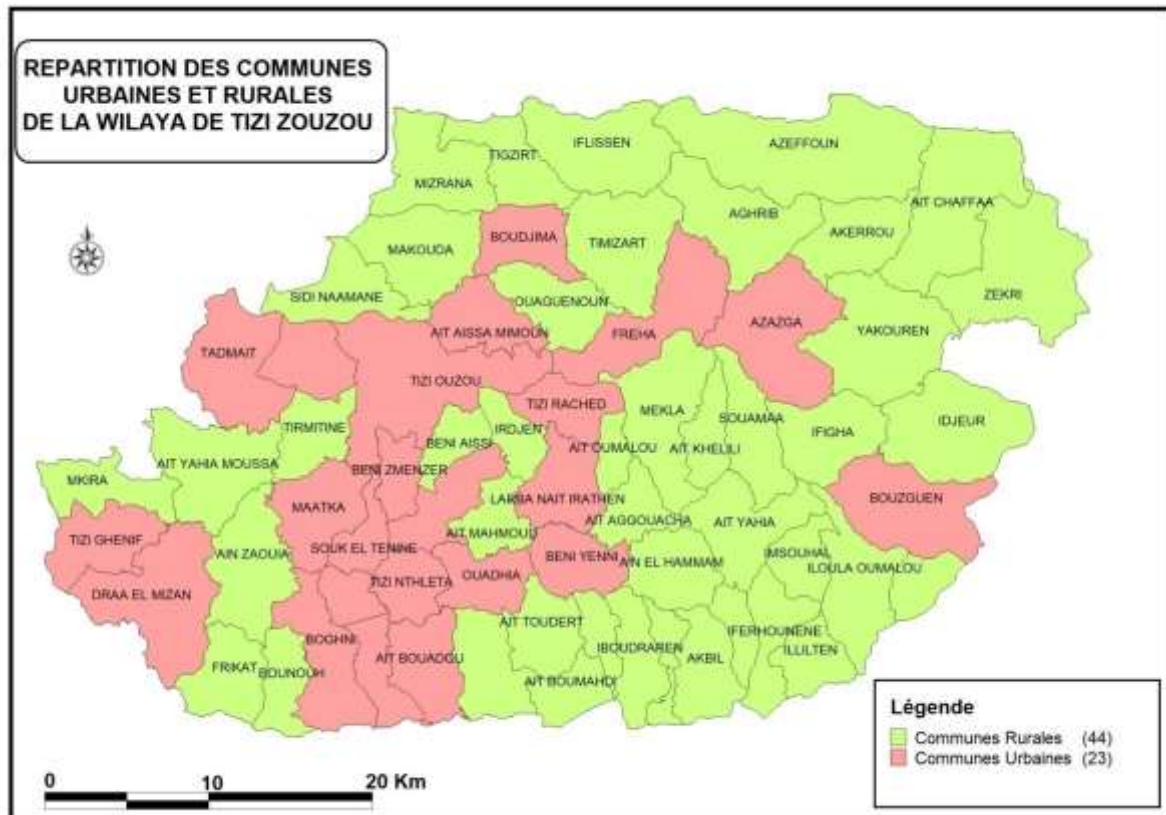 REPARTITION DES COMMUNES
URBAINES ET RURALES
DE LA WILAYA DE TIZI ZOUZOU
IFLISSEN
AZEFFOUN
TIGZIRT
MIZRANA
AIT CHAFFAA
AGHRIB
AKERROU
BOUDJIMA
TIMIZART
MAKOUDA
ZEKRI
SIDI NAAMANE
OUAGUENOUN
AZAZGA
YAKOUREN
AIT AISSA MIMOUN
FREHA
TADMAIT
TIZI OUZOU
TIZI RACHED
MEKLA
SOUAMAA
IDJEUR
TIRMITINE
IRDJEN
IFIGHA
BENI AISSI
AIT OUMALOU
AIT KHELILI
AIT YAHIA MOUSSA
BENI ZMENZER
MKIRA
LARBA NAIT IRATHEN
BOUZGUEN
MAATKA
AIT AGGOUACHA
AIT YAHIA
AIT MAHMOUD
TIZI GHENIF
SOUK EL TENINE
AIN ZAOUIA
BENI YENNI
AIN EL HAMMAM
IMSOUHAL
ILOULA OUMALOU
OUADHIA
TIZI NTHLETA
DRAA EL MIZAN
AIT TOUDERT
IFERHOUNENE
BOGHNI
IBOUDRAREN
AIT BOUADOU
AKBIL
ILLILTEN
FRIKAT
BOUNOUH
AIT BOUMAHDI
Légende
Communes Rurales (44)
Communes Urbaines (23)
0 10 20 Km